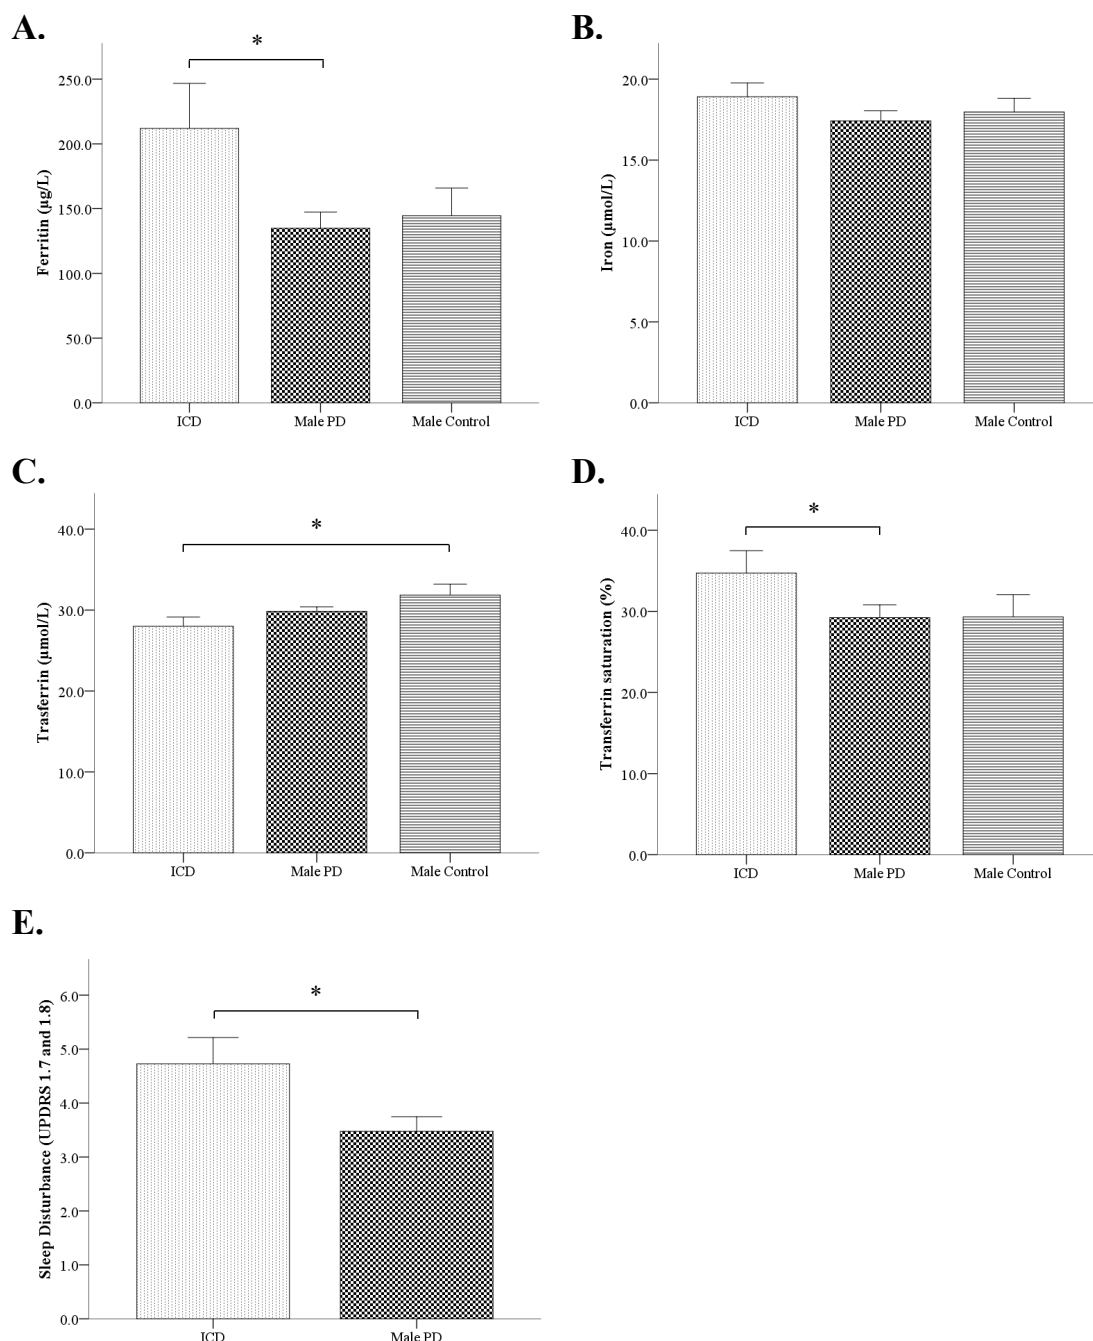 A.
*
Ferritin (µg/L)
250.0
200.0
150.0
100.0
50.0
0.0
ICD
Male PD
Male Control
B.
Iron (µmol/L)
20.0
15.0
10.0
5.0
0.0
ICD
Male PD
Male Control
C.
*
Trasferrin (µmol/L)
40.0
30.0
20.0
10.0
0.0
ICD
Male PD
Male Control
D.
*
Transferrin saturation (%)
40.0
30.0
20.0
10.0
0.0
ICD
Male PD
Male Control
E.
*
Sleep Disturbance (UPDRS 1.7 and 1.8)
6.0
5.0
4.0
3.0
2.0
1.0
0.0
ICD
Male PD